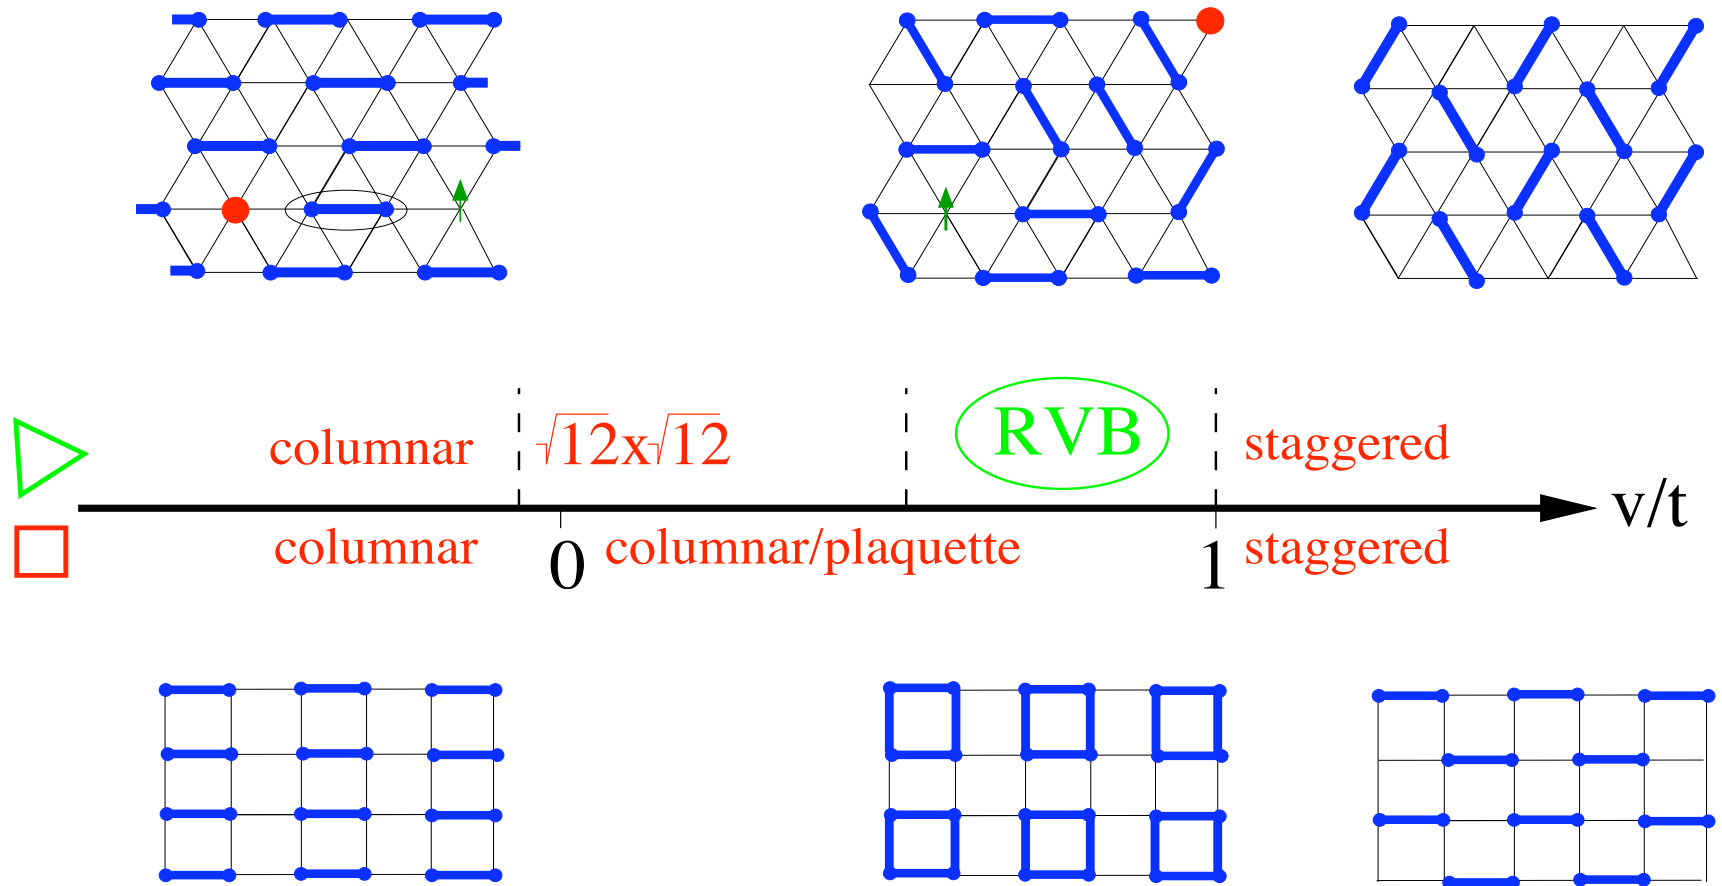 RVB
columnar √12x√12 staggered
v/t
columnar 0 columnar/plaquette 1 staggered